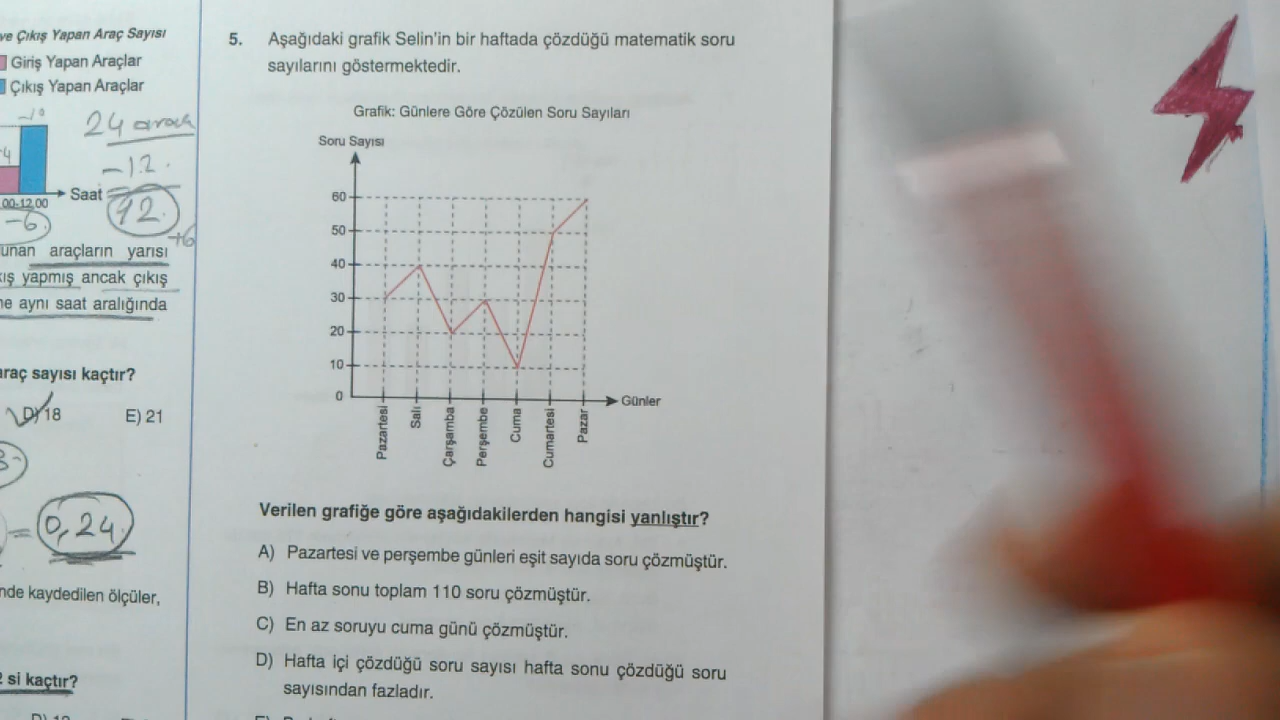 ve Çıkış Yapan Araç Sayısı
Giriş Yapan Araçlar
Çıkış Yapan Araçlar
24 araç
-12
12
Saat
00-12.00
-6
+6
unan araçların yarısı
ış yapmış ancak çıkış
ne aynı saat aralığında
araç sayısı kaçtır?
D) 18 E) 21
= 0,24
nde kaydedilen ölçüler,
si kaçtır?
5. Aşağıdaki grafik Selin'in bir haftada çözdüğü matematik soru
sayılarını göstermektedir.
Grafik: Günlere Göre Çözülen Soru Sayıları
Soru Sayısı
60
50
40
30
20
10
0
Günler
Pazartesi
Salı
Çarşamba
Perşembe
Cuma
Cumartesi
Pazar
Verilen grafiğe göre aşağıdakilerden hangisi yanlıştır?
A) Pazartesi ve perşembe günleri eşit sayıda soru çözmüştür.
B) Hafta sonu toplam 110 soru çözmüştür.
C) En az soruyu cuma günü çözmüştür.
D) Hafta içi çözdüğü soru sayısı hafta sonu çözdüğü soru
sayısından fazladır.